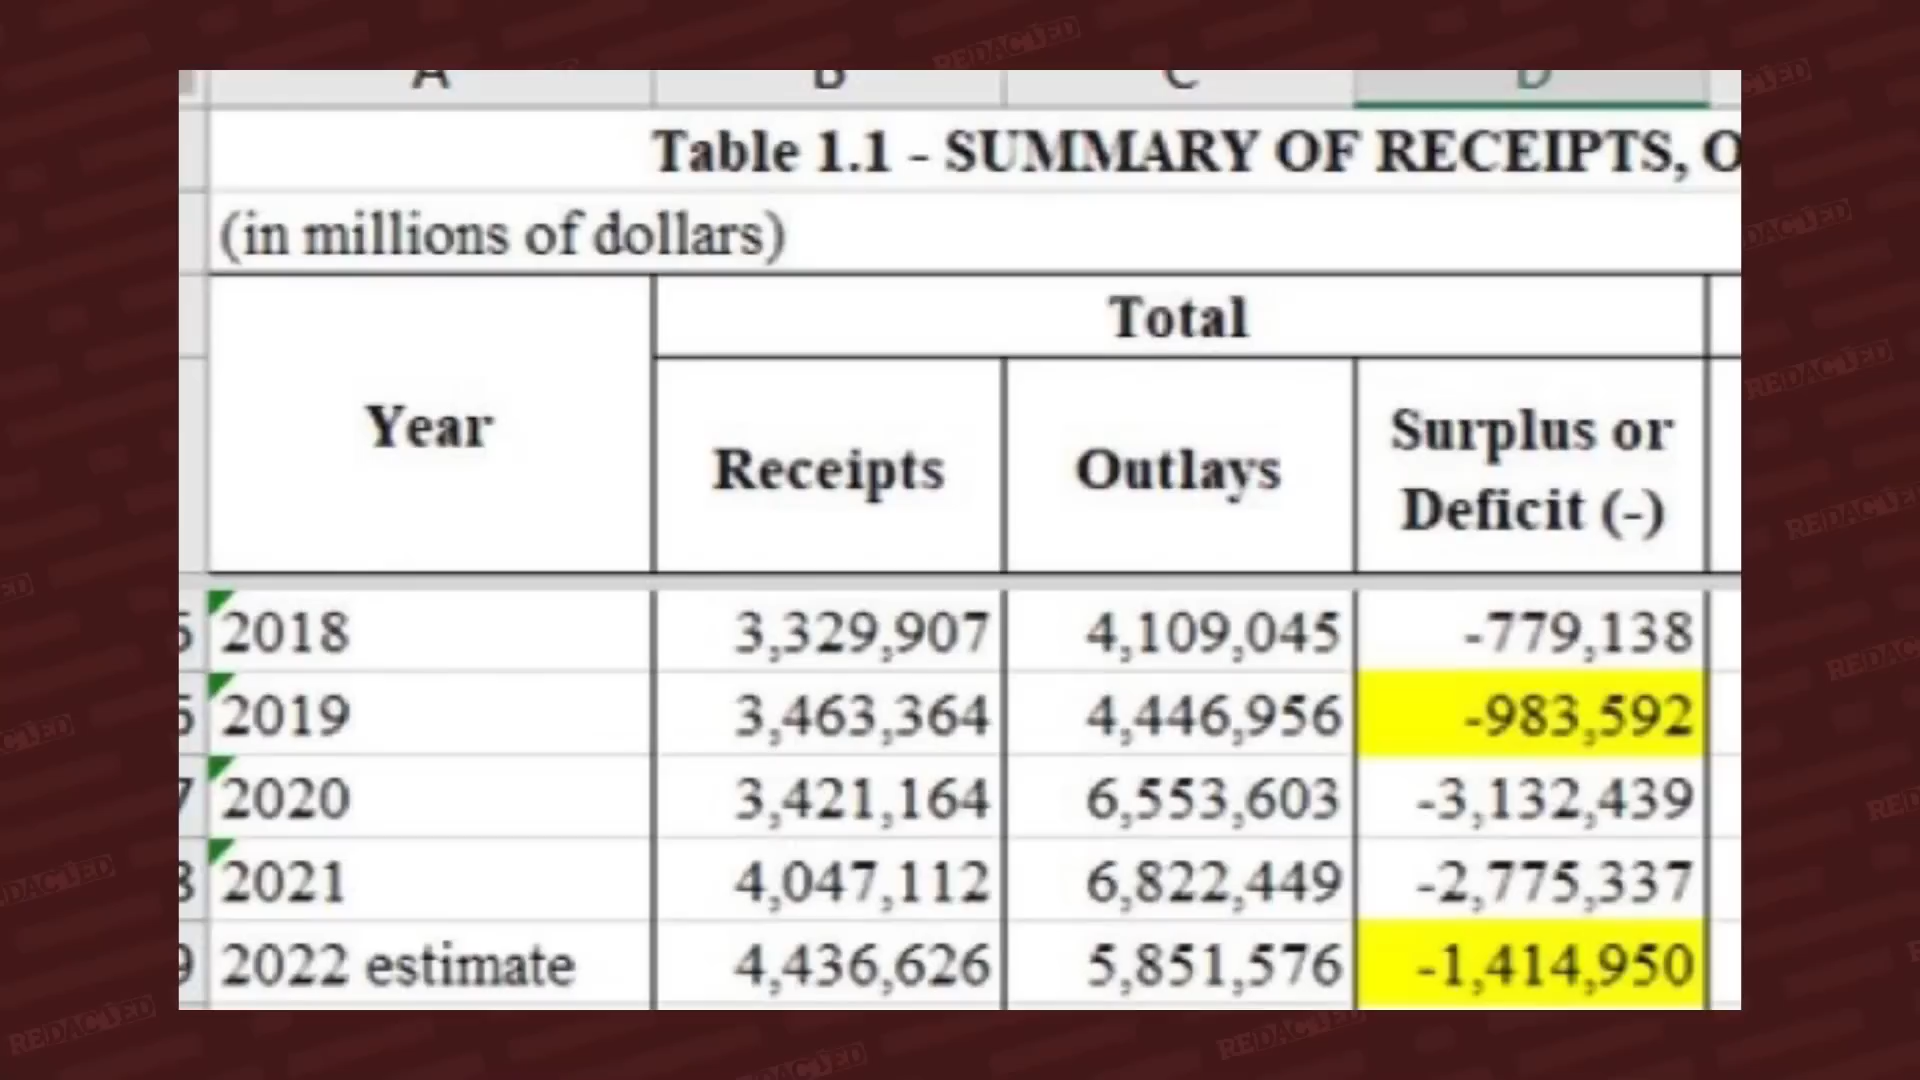 A B C D
Table 1.1 - SUMMARY OF RECEIPTS, O
(in millions of dollars)
Total
Year
Receipts Outlays Surplus or
Deficit (-)
2018 3,329,907 4,109,045 -779,138
2019 3,463,364 4,446,956 -983,592
2020 3,421,164 6,553,603 -3,132,439
2021 4,047,112 6,822,449 -2,775,337
2022 estimate 4,436,626 5,851,576 -1,414,950
REDACTED